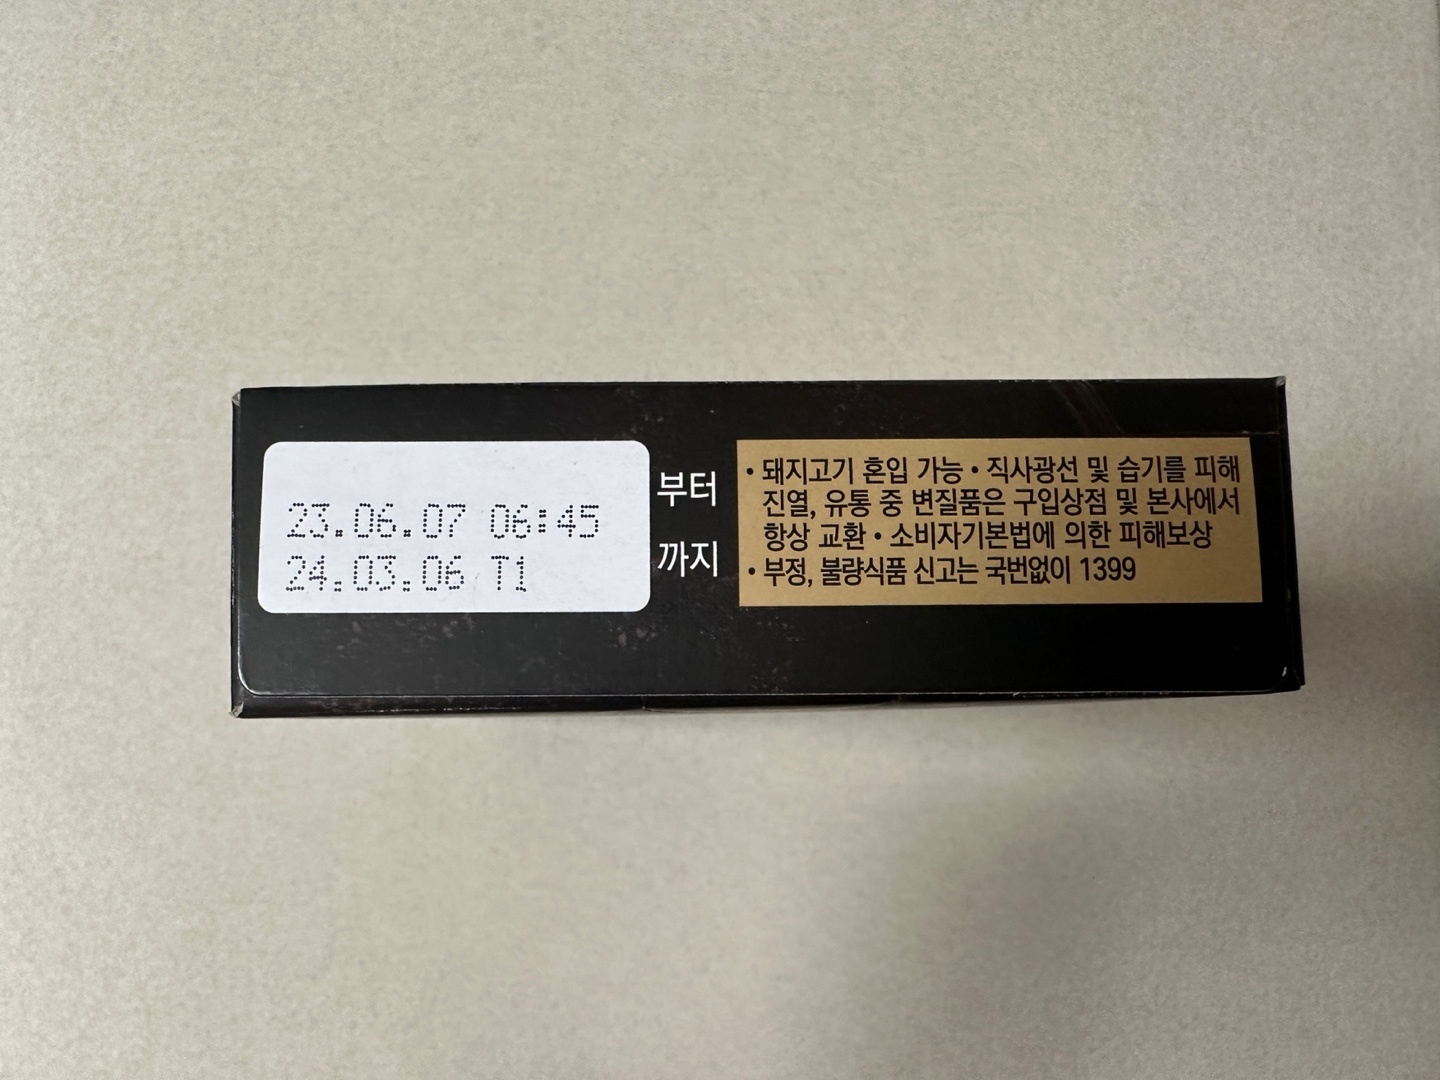 23.06.07 06:45 부터
24.03.06 T1 까지
· 돼지고기 혼입 가능 · 직사광선 및 습기를 피해
진열, 유통 중 변질품은 구입상점 및 본사에서
항상 교환 · 소비자기본법에 의한 피해보상
· 부정, 불량식품 신고는 국번없이 1399